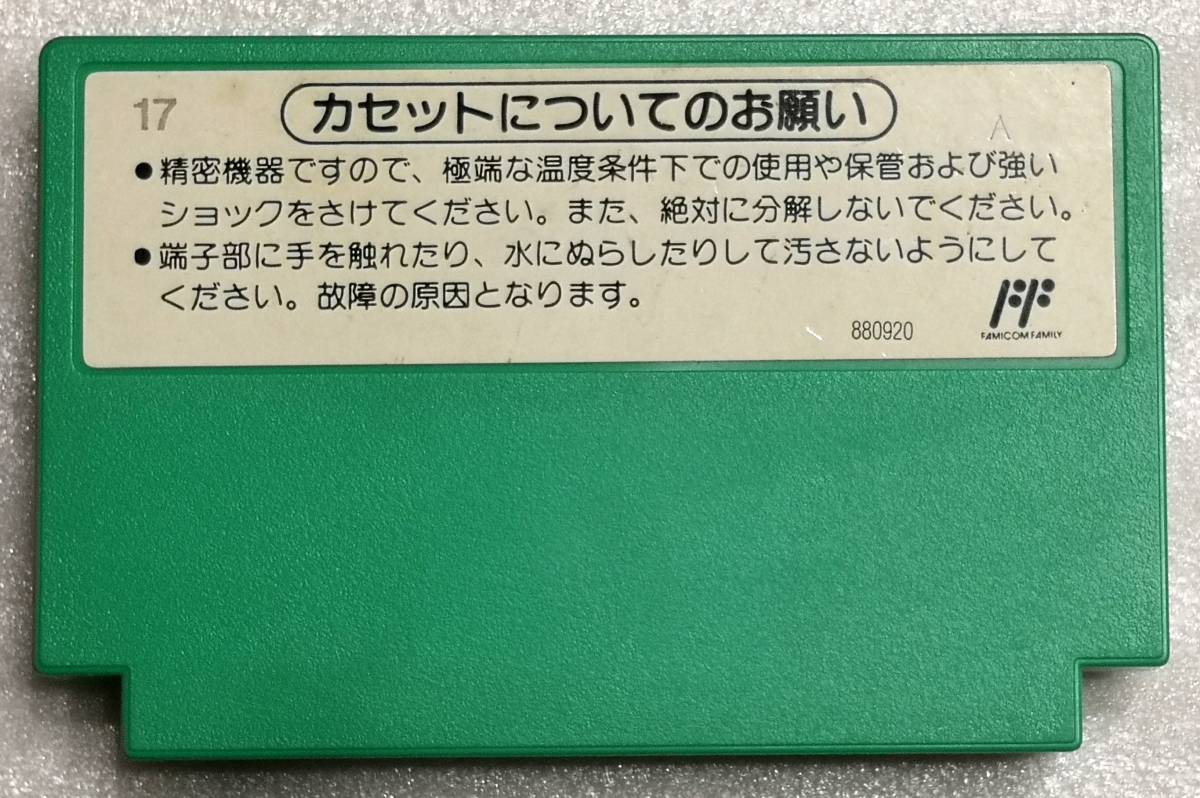 17
カセットについてのお願い
A
●精密機器ですので、極端な温度条件下での使用や保管および強い
ショックをさけてください。また、絶対に分解しないでください。
●端子部に手を触れたり、水にぬらしたりして汚さないようにして
ください。故障の原因となります。
880920
FAMICOM FAMILY